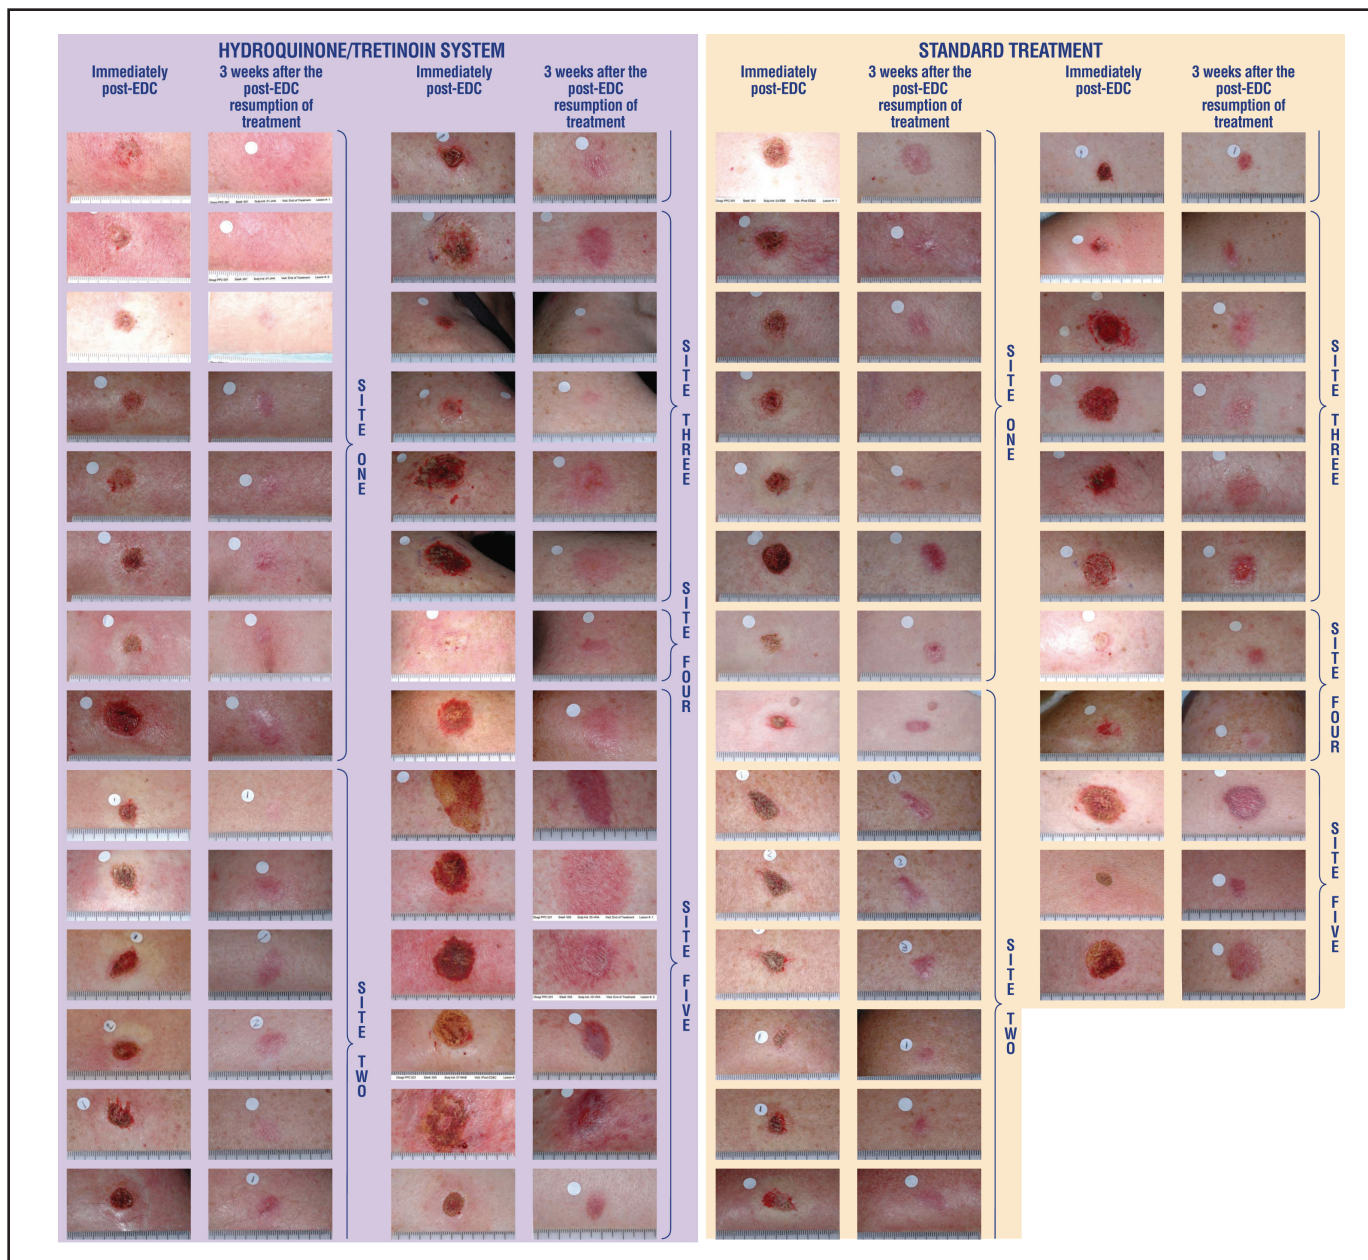 HYDROQUINONE/TRETINOIN SYSTEM
Immediately
post-EDC
3 weeks after the
post-EDC
resumption of
treatment
Immediately
post-EDC
3 weeks after the
post-EDC
resumption of
treatment
SITE ONE
SITE TWO
SITE THREE
SITE FOUR
SITE FIVE
STANDARD TREATMENT
Immediately
post-EDC
3 weeks after the
post-EDC
resumption of
treatment
Immediately
post-EDC
3 weeks after the
post-EDC
resumption of
treatment
SITE ONE
SITE TWO
SITE THREE
SITE FOUR
SITE FIVE